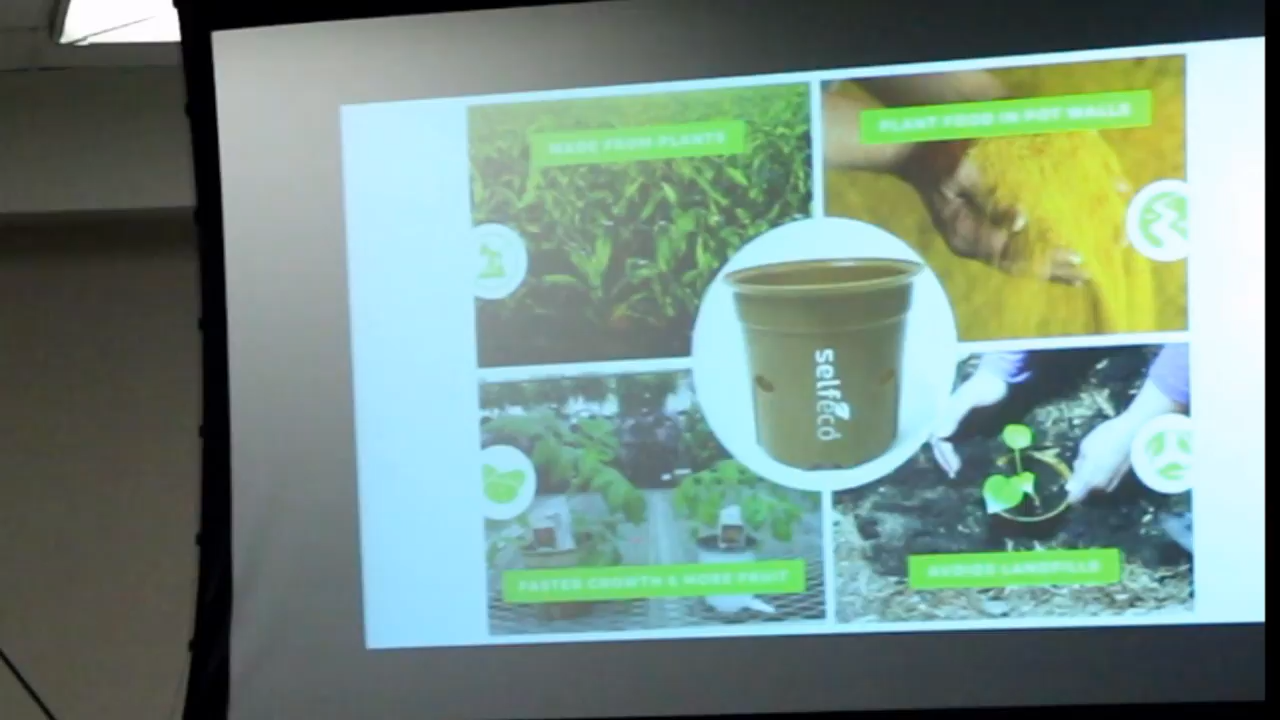 MADE FROM PLANTS
PLANT FOOD IN POT WALLS
selfeco
FASTER GROWTH & MORE FRUIT
AVOIDS LANDFILLS